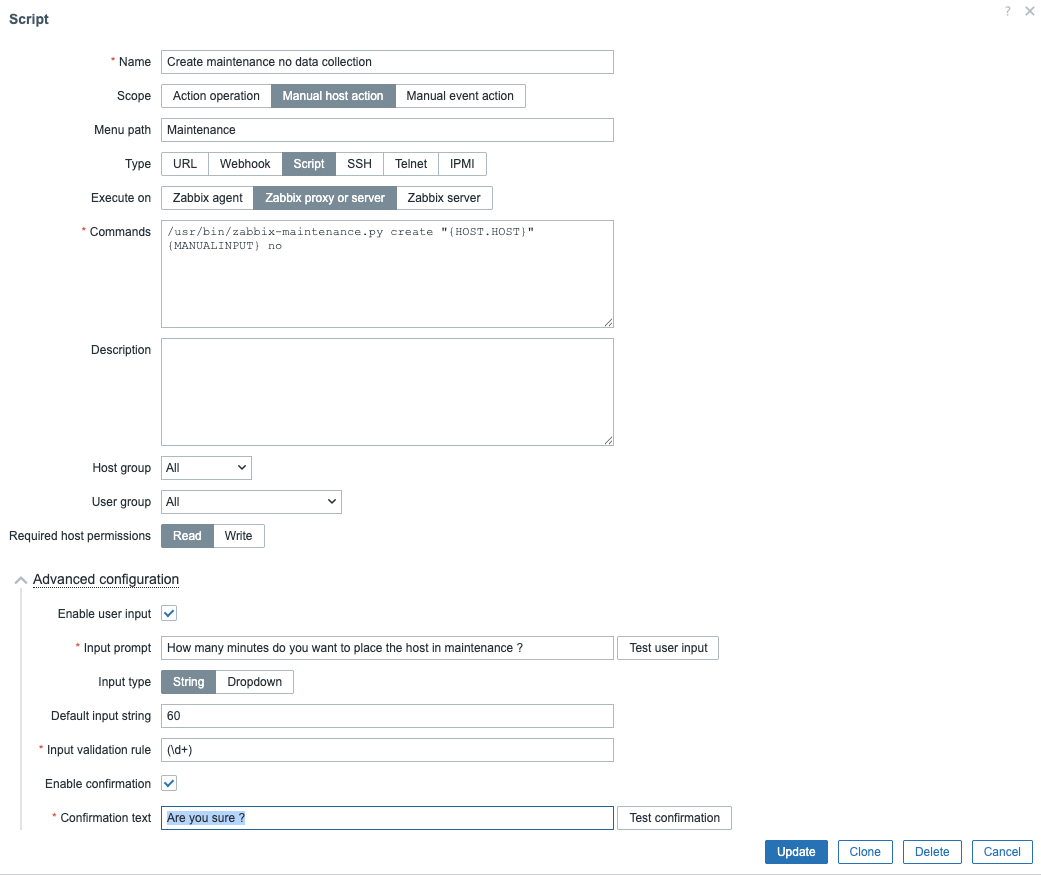 Script
? ×
* Name Create maintenance no data collection
Scope Action operation Manual host action Manual event action
Menu path Maintenance
Type URL Webhook Script SSH Telnet IPMI
Execute on Zabbix agent Zabbix proxy or server Zabbix server
* Commands /usr/bin/zabbix-maintenance.py create "{HOST.HOST}"
{MANUALINPUT} no
Description
Host group All
User group All
Required host permissions Read Write
Advanced configuration
Enable user input
* Input prompt How many minutes do you want to place the host in maintenance ? Test user input
Input type String Dropdown
Default input string 60
* Input validation rule (\d+)
Enable confirmation
* Confirmation text Are you sure ? Test confirmation
Update Clone Delete Cancel